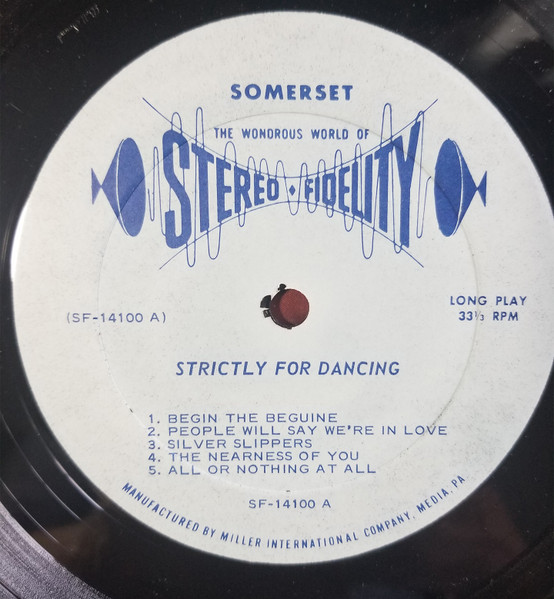 SOMERSET
THE WONDROUS WORLD OF
STEREO • FIDELITY
(SF-14100 A)
LONG PLAY
33⅓ RPM
STRICTLY FOR DANCING
1. BEGIN THE BEGUINE
2. PEOPLE WILL SAY WE'RE IN LOVE
3. SILVER SLIPPERS
4. THE NEARNESS OF YOU
5. ALL OR NOTHING AT ALL
SF-14100 A
MANUFACTURED BY MILLER INTERNATIONAL COMPANY, MEDIA, PA